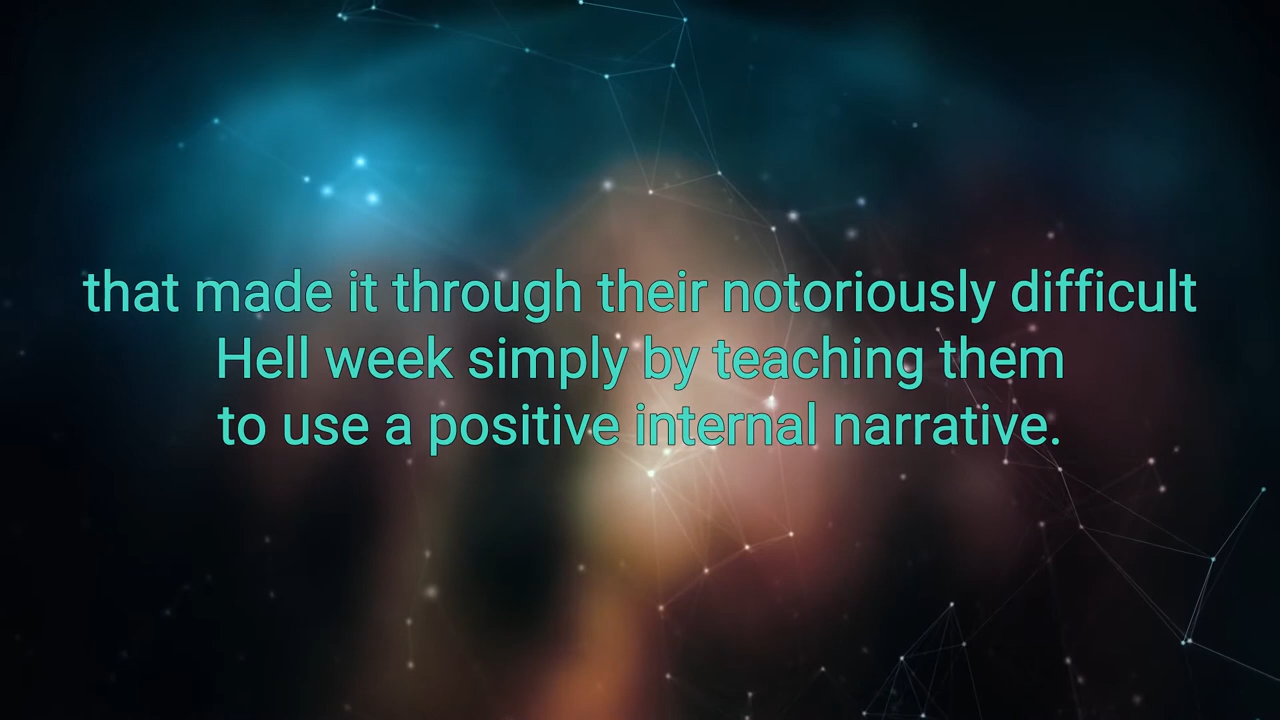 that made it through their notoriously difficult
Hell week simply by teaching them
to use a positive internal narrative.